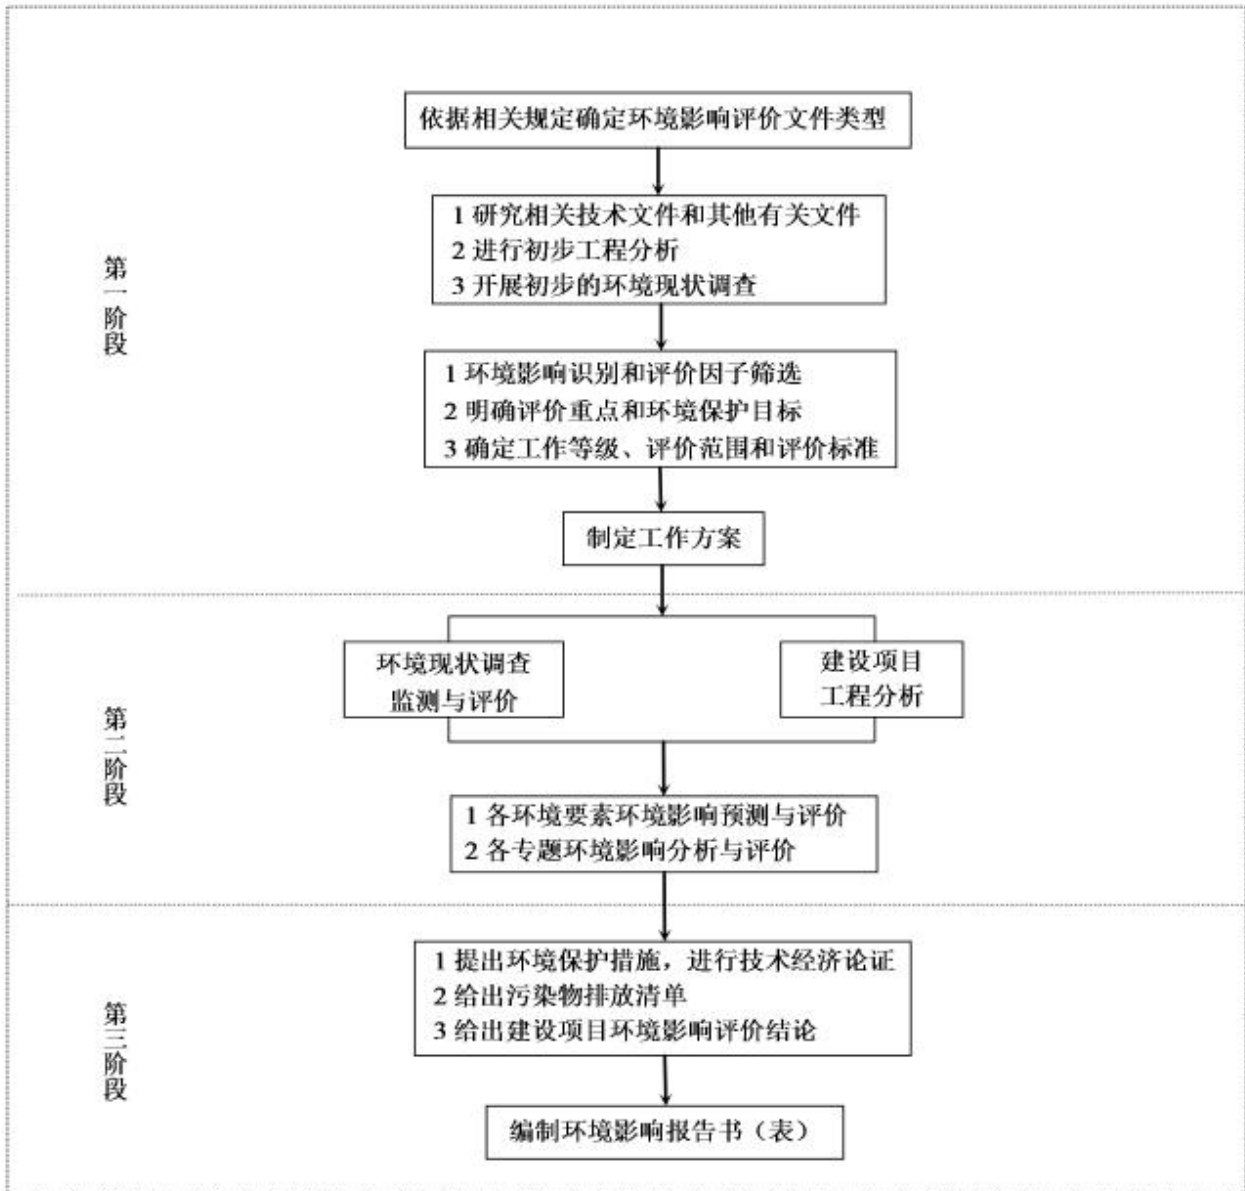 依据相关规定确定环境影响评价文件类型
1 研究相关技术文件和其他有关文件
2 进行初步工程分析
3 开展初步的环境现状调查
第一阶段
1 环境影响识别和评价因子筛选
2 明确评价重点和环境保护目标
3 确定工作等级、评价范围和评价标准
制定工作方案
环境现状调查
监测与评价
建设项目
工程分析
第二阶段
1 各环境要素环境影响预测与评价
2 各专题环境影响分析与评价
1 提出环境保护措施，进行技术经济论证
2 给出污染物排放清单
3 给出建设项目环境影响评价结论
第三阶段
编制环境影响报告书（表）